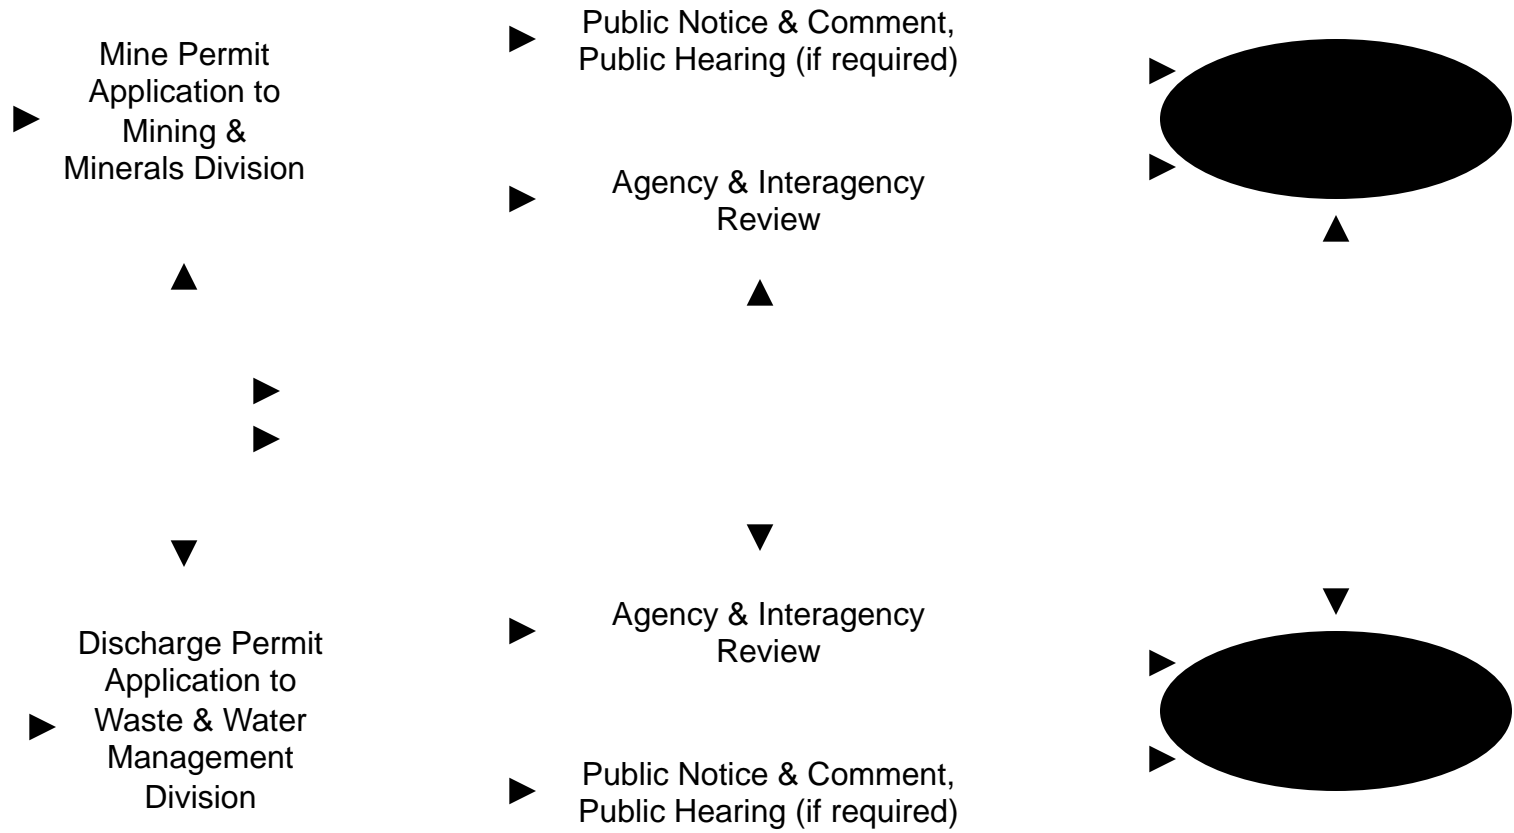 Mine Permit
Application to
Mining &
Minerals Division
Public Notice & Comment,
Public Hearing (if required)
Agency & Interagency
Review
Discharge Permit
Application to
Waste & Water
Management
Division
Agency & Interagency
Review
Public Notice & Comment,
Public Hearing (if required)